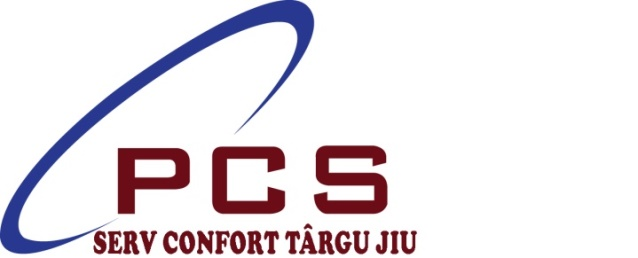 PCS
SERV CONFORT TÂRGU JIU